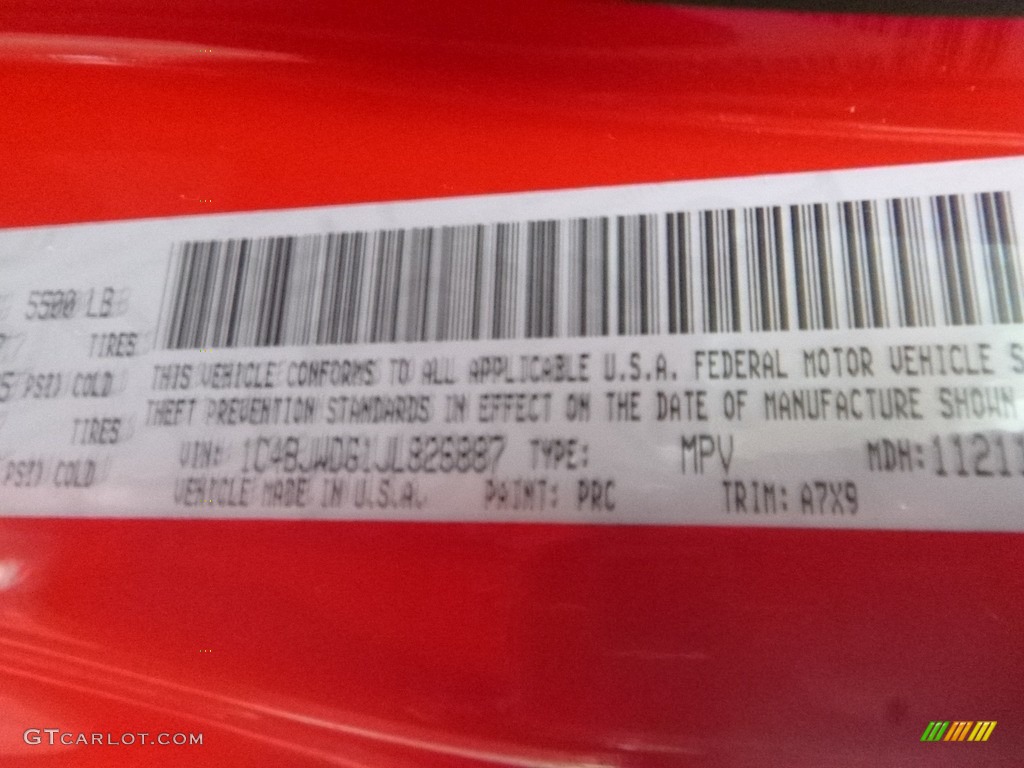 5500 LB
TIRES
PSI) COLD
TIRES
PSI) COLD
THIS VEHICLE CONFORMS TO ALL APPLICABLE U.S.A. FEDERAL MOTOR VEHICLE S
THEFT PREVENTION STANDARDS IN EFFECT ON THE DATE OF MANUFACTURE SHOWN
VIN: 1C4BJWDG1JL826887 TYPE: MPV MDH: 11211
VEHICLE MADE IN U.S.A. PAINT: PRC TRIM: A7X9
GTCARLOT.COM